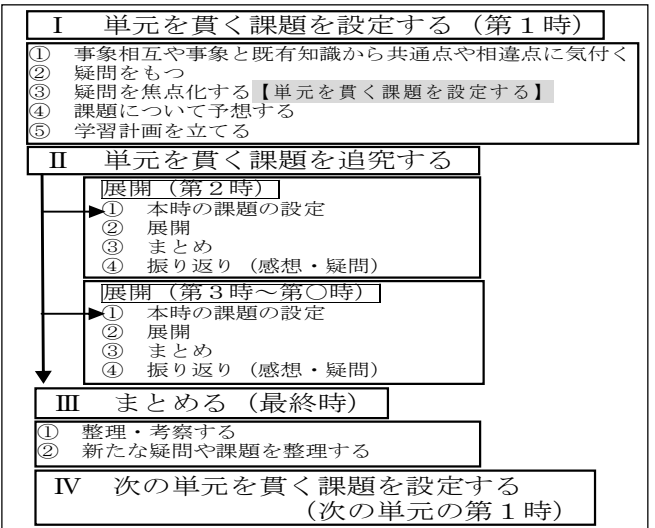 Ⅰ 単元を貫く課題を設定する(第1時)
① 事象相互や事象と既有知識から共通点や相違点に気付く
② 疑問をもつ
③ 疑問を焦点化する【単元を貫く課題を設定する】
④ 課題について予想する
⑤ 学習計画を立てる
Ⅱ 単元を貫く課題を追究する
展開(第2時)
① 本時の課題の設定
② 展開
③ まとめ
④ 振り返り(感想・疑問)
展開(第3時~第○時)
① 本時の課題の設定
② 展開
③ まとめ
④ 振り返り(感想・疑問)
Ⅲ まとめる(最終時)
① 整理・考察する
② 新たな疑問や課題を整理する
Ⅳ 次の単元を貫く課題を設定する
(次の単元の第1時)